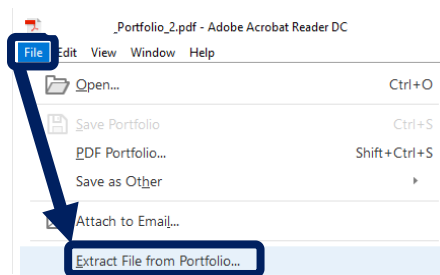 _Portfolio_2.pdf - Adobe Acrobat Reader DC
File Edit View Window Help
Open... Ctrl+O
Save Portfolio Ctrl+S
PDF Portfolio... Shift+Ctrl+S
Save as Other
Attach to Email...
Extract File from Portfolio...